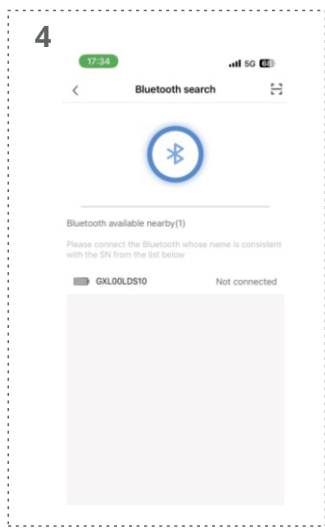 4
17:34
5G 64
Bluetooth search
Bluetooth available nearby(1)
Please connect the Bluetooth whose name is consistent
with the SN from the list below
GXL00LDS10 Not connected